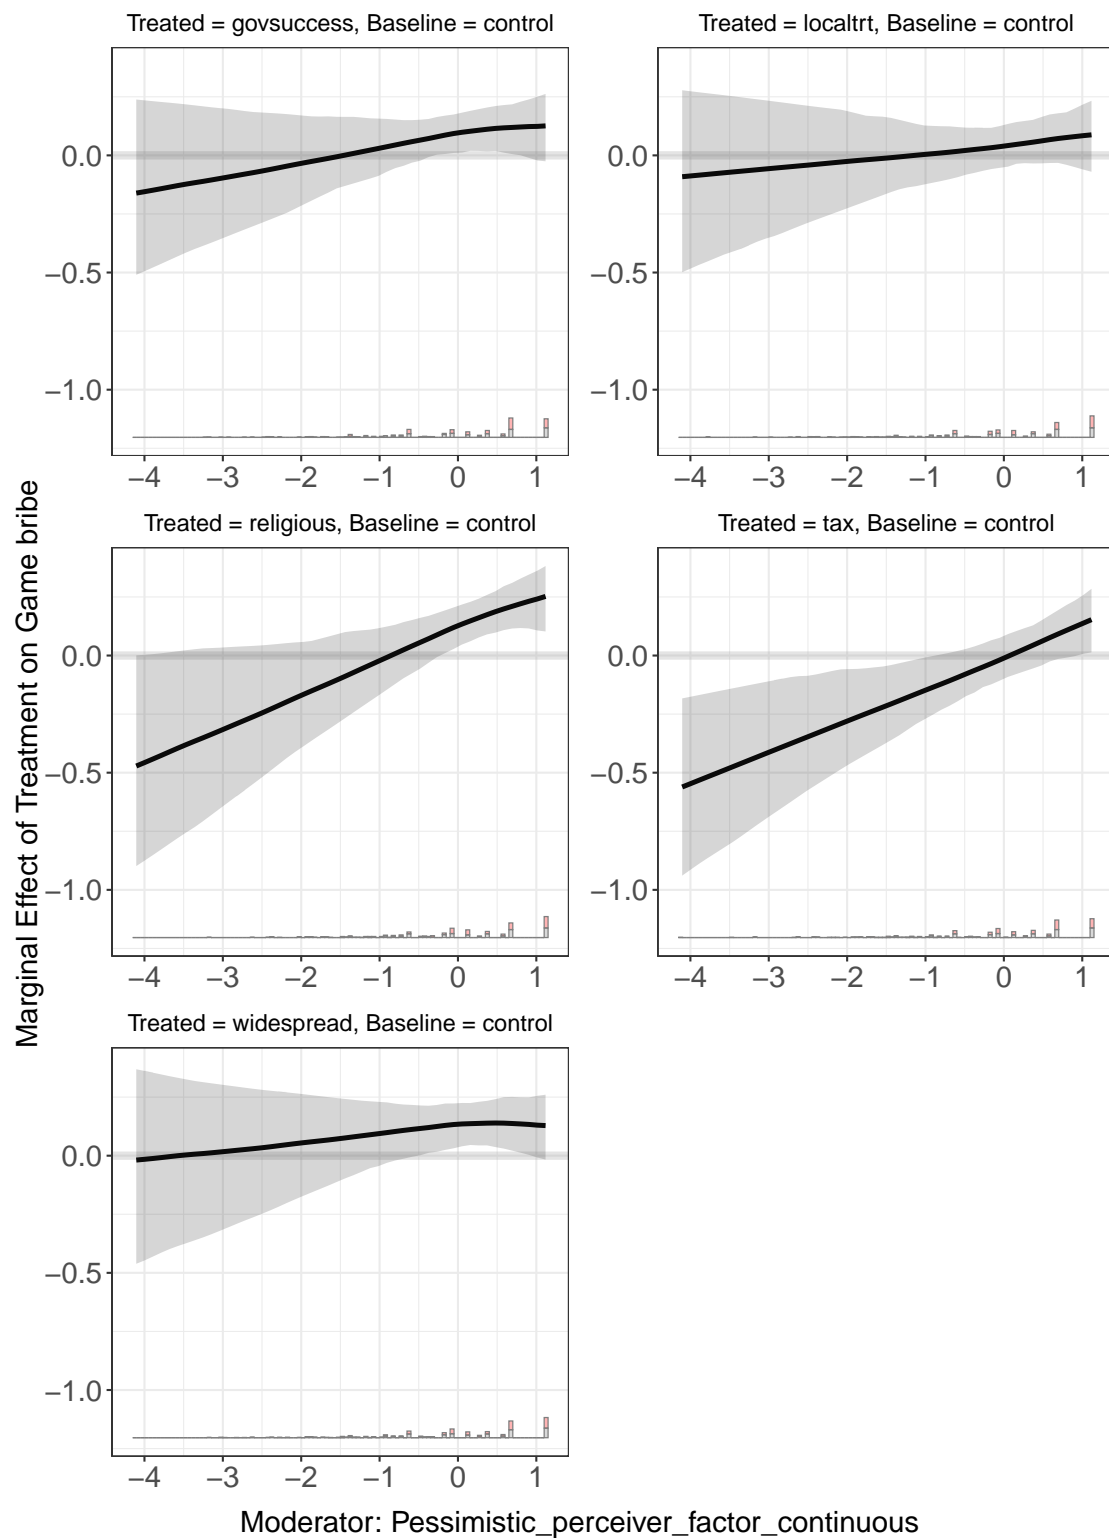 Treated = govsuccess, Baseline = control
Treated = localtrt, Baseline = control
0.0
−0.5
−1.0
−4 −3 −2 −1 0 1
0.0
−0.5
−1.0
−4 −3 −2 −1 0 1
Treated = religious, Baseline = control
Treated = tax, Baseline = control
0.0
−0.5
−1.0
−4 −3 −2 −1 0 1
0.0
−0.5
−1.0
−4 −3 −2 −1 0 1
Marginal Effect of Treatment on Game bribe
Treated = widespread, Baseline = control
0.0
−0.5
−1.0
−4 −3 −2 −1 0 1
Moderator: Pessimistic_perceiver_factor_continuous